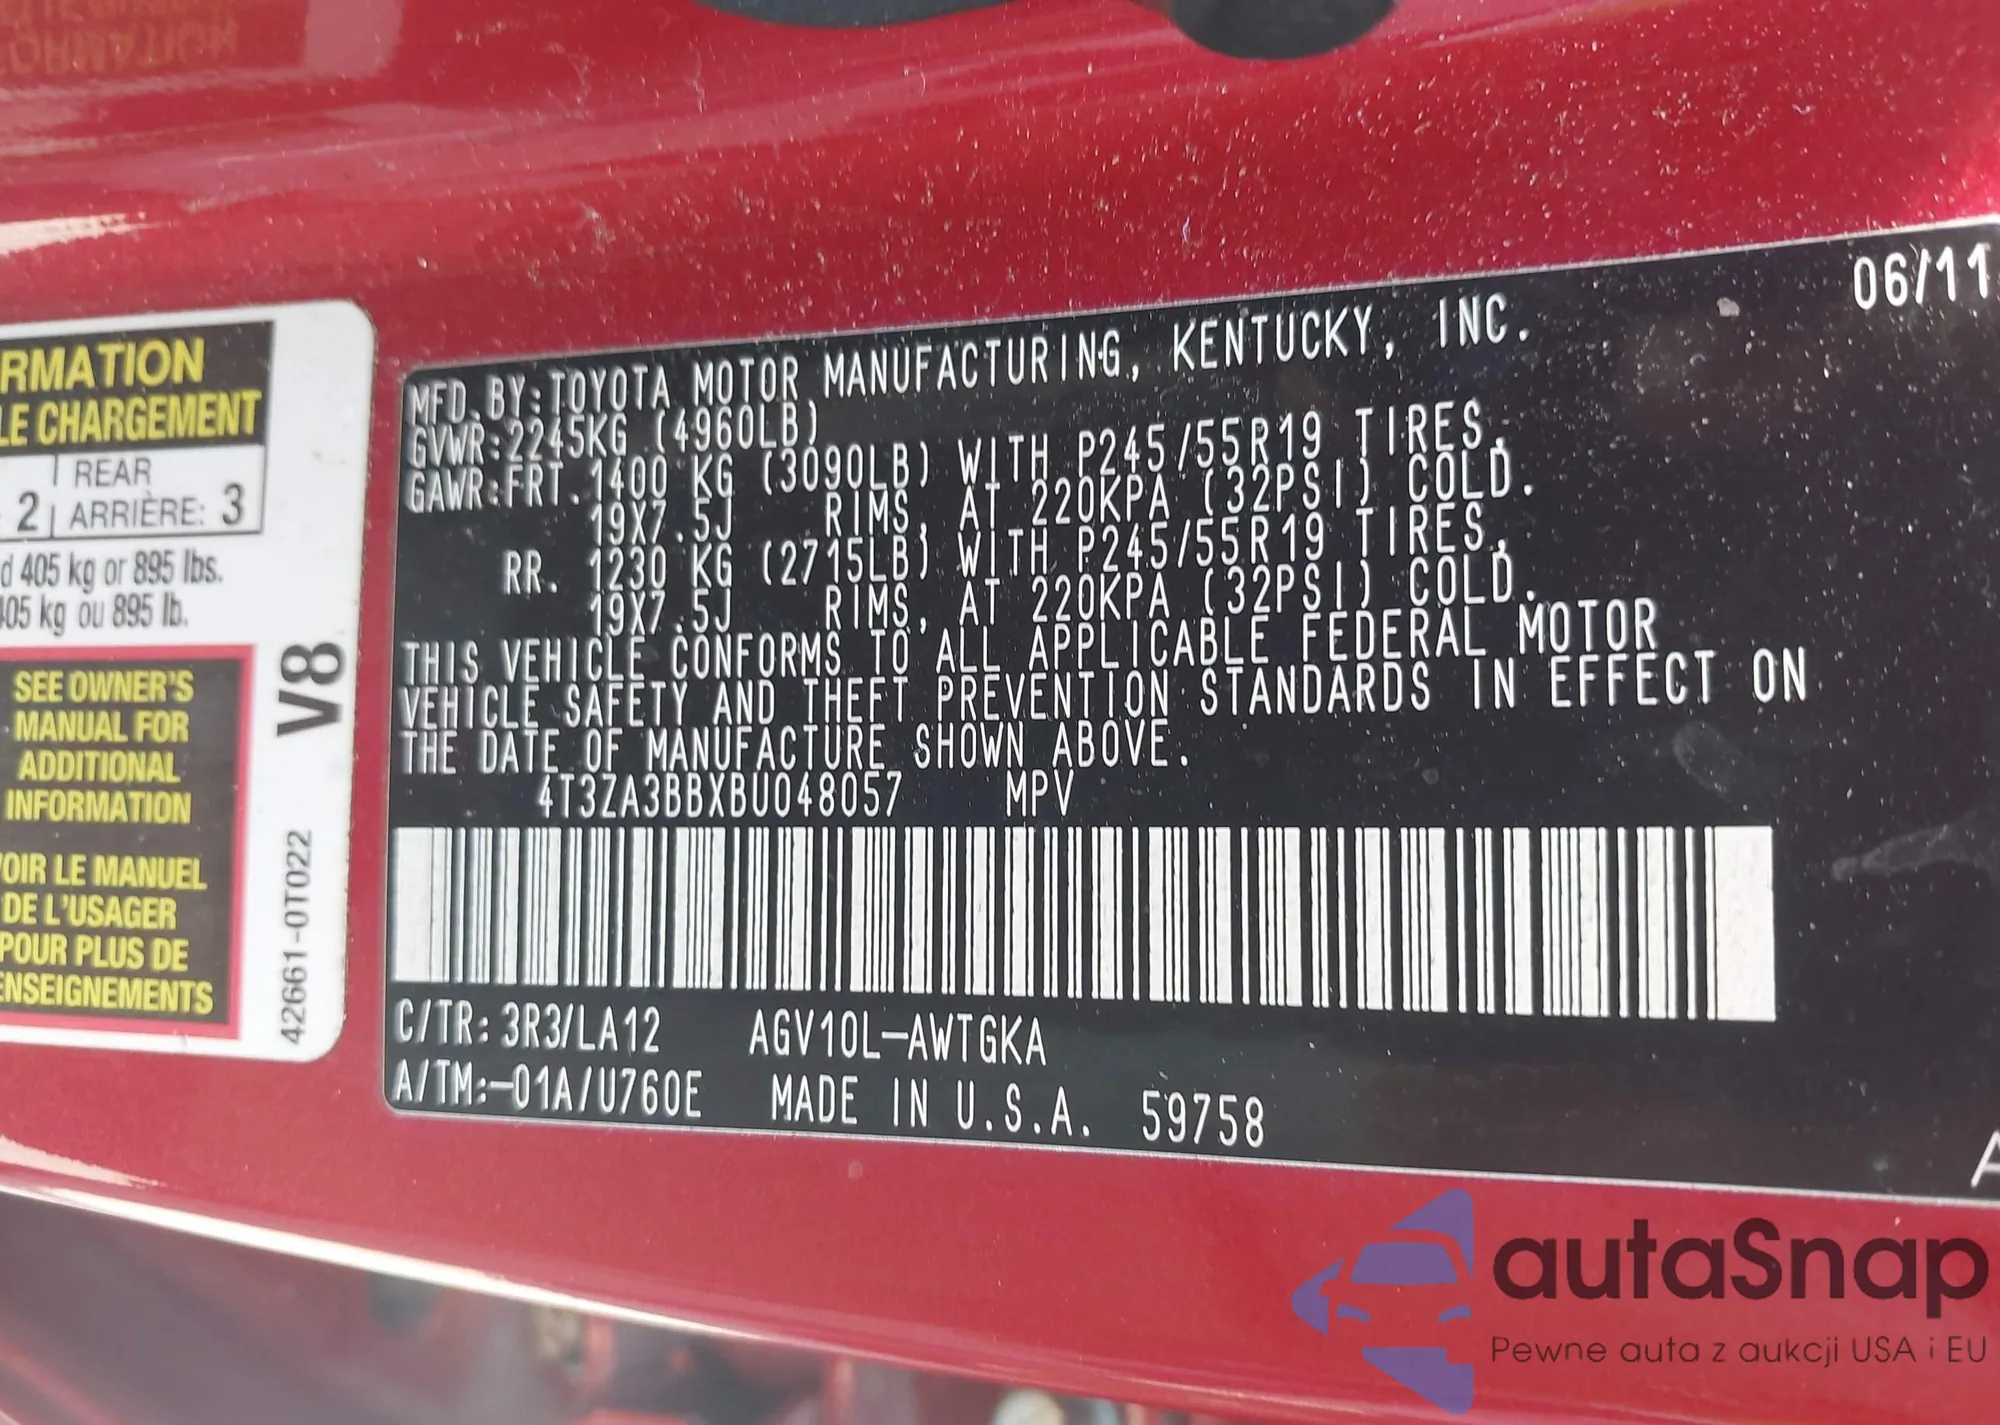 RMATION
LE CHARGEMENT
2 REAR
ARRIÈRE: 3
d 405 kg or 895 lbs.
405 kg ou 895 lb.
SEE OWNER'S
MANUAL FOR
ADDITIONAL
INFORMATION
VOIR LE MANUEL
DE L'USAGER
POUR PLUS DE
ENSEIGNEMENTS
V8
42661-0T022
06/11
MFD.BY:TOYOTA MOTOR MANUFACTURING, KENTUCKY, INC.
GVWR:2245KG (4960LB)
GAWR:FRT.1400 KG (3090LB) WITH P245/55R19 TIRES,
19X7.5J RIMS, AT 220KPA (32PSI) COLD.
RR. 1230 KG (2715LB) WITH P245/55R19 TIRES,
19X7.5J RIMS, AT 220KPA (32PSI) COLD.
THIS VEHICLE CONFORMS TO ALL APPLICABLE FEDERAL MOTOR
VEHICLE SAFETY AND THEFT PREVENTION STANDARDS IN EFFECT ON
THE DATE OF MANUFACTURE SHOWN ABOVE.
4T3ZA3BBXBU048057 MPV
C/TR: 3R3/LA12 AGV10L-AWTGKA
A/TM:-01A/U760E MADE IN U.S.A. 59758
A
autaSnap
Pewne auta z aukcji USA i EU